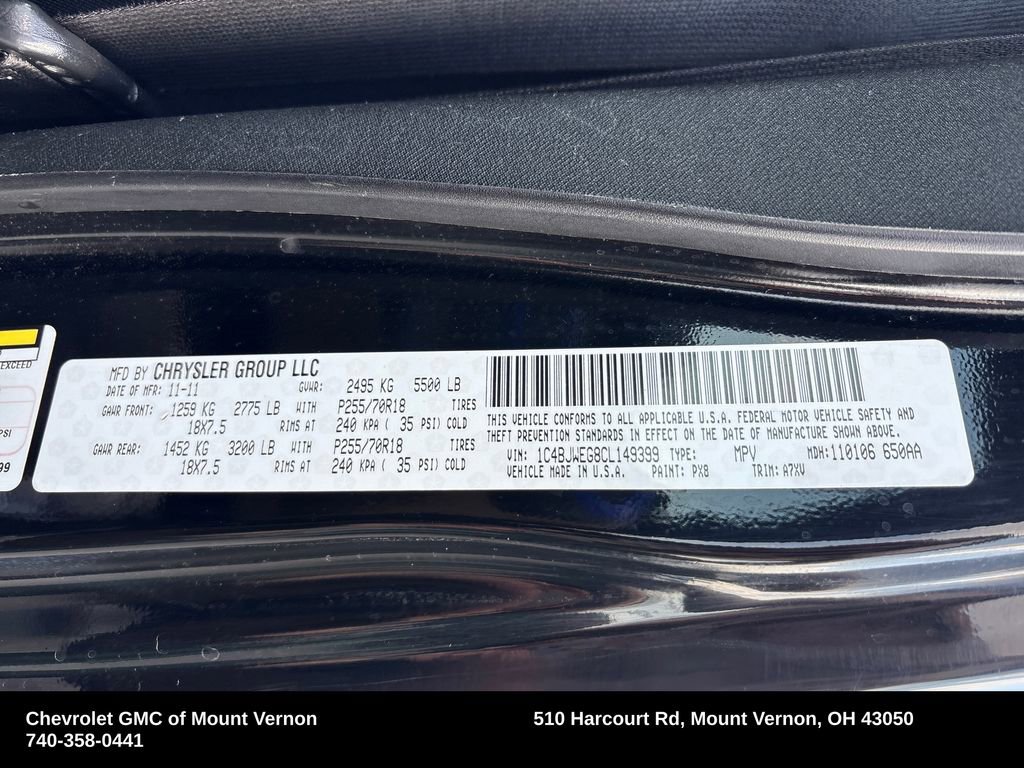 EXCEED
PSI
99
MFD BY CHRYSLER GROUP LLC
DATE OF MFR: 11-11 GVWR: 2495 KG 5500 LB
GAWR FRONT: 1259 KG 2775 LB WITH P255/70R18 TIRES
18X7.5 RIMS AT 240 KPA ( 35 PSI) COLD
GAWR REAR: 1452 KG 3200 LB WITH P255/70R18 TIRES
18X7.5 RIMS AT 240 KPA ( 35 PSI) COLD
THIS VEHICLE CONFORMS TO ALL APPLICABLE U.S.A. FEDERAL MOTOR VEHICLE SAFETY AND
THEFT PREVENTION STANDARDS IN EFFECT ON THE DATE OF MANUFACTURE SHOWN ABOVE.
VIN: 1C4BJWEG8CL149399 TYPE: MPV MDH: 110106 650AA
VEHICLE MADE IN U.S.A. PAINT: PX8 TRIM: A7XV
Chevrolet GMC of Mount Vernon 510 Harcourt Rd, Mount Vernon, OH 43050
740-358-0441